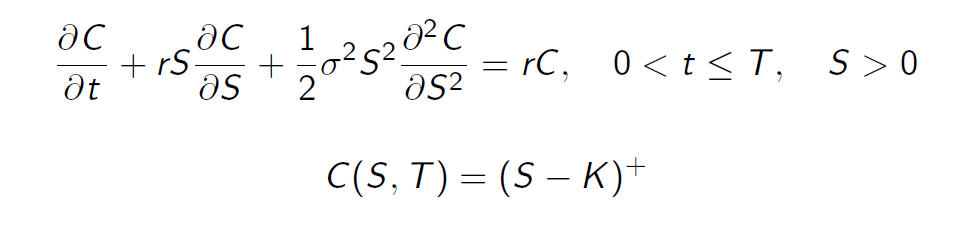 ∂C/∂t + rS ∂C/∂S + 1/2 σ²S² ∂²C/∂S² = rC, 0 < t ≤ T, S > 0
C(S, T) = (S − K)⁺